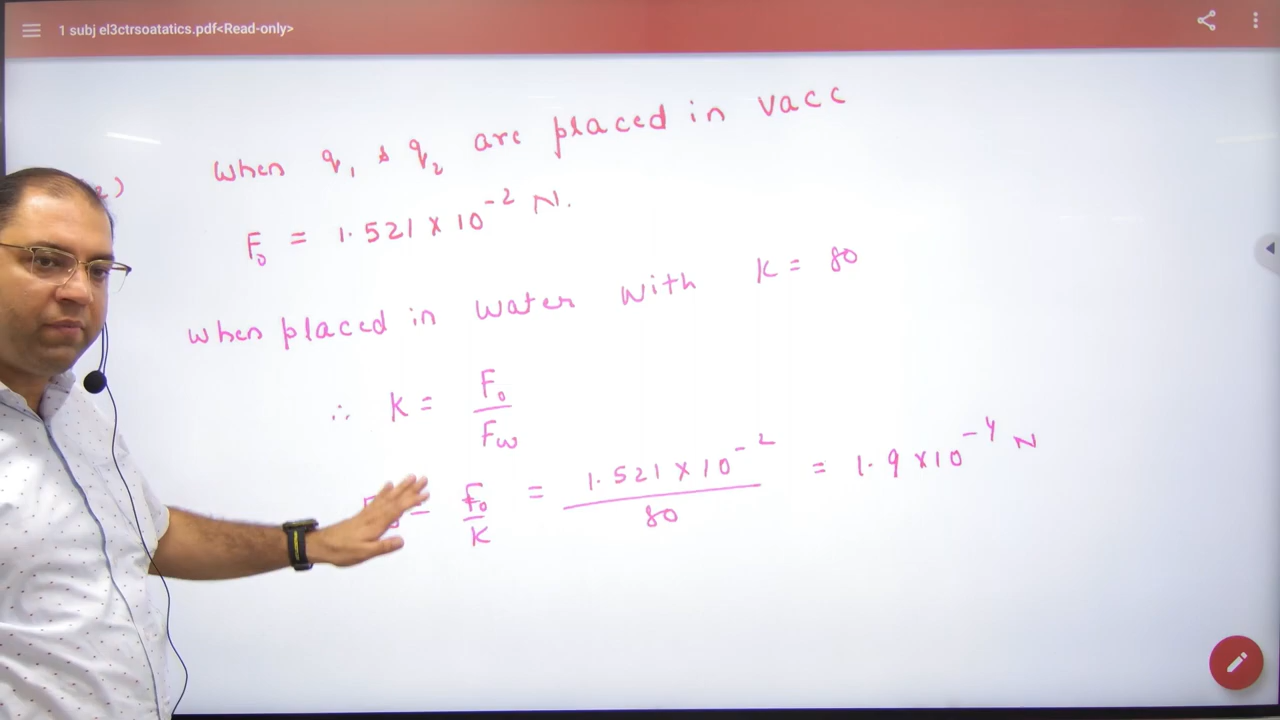 1 subj el3ctrsoatatics.pdf<Read-only>
When q₁ & q₂ are placed in vacc
F₀ = 1.521 × 10⁻² N.
when placed in water with K = 80
∴ K = F₀ / Fw
= F₀ / K = 1.521 × 10⁻² / 80 = 1.9 × 10⁻⁴ N